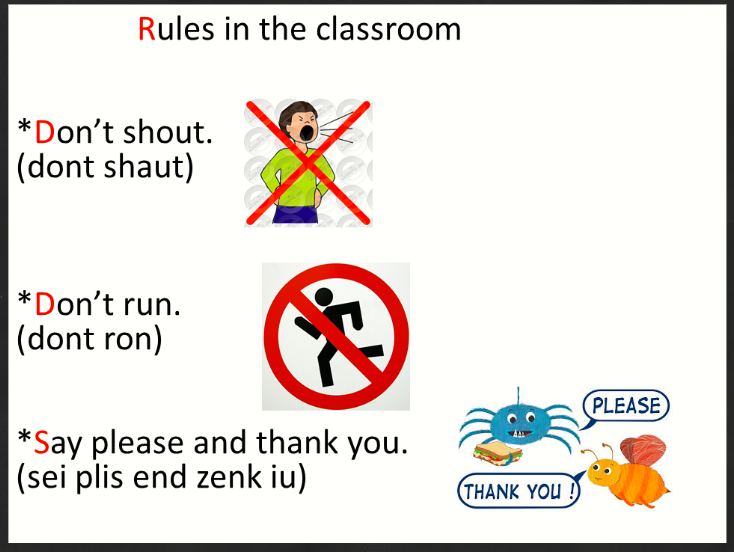 Rules in the classroom
*Don’t shout.
(dont shaut)
*Don’t run.
(dont ron)
*Say please and thank you.
(sei plis end zenk iu)
PLEASE
THANK YOU !